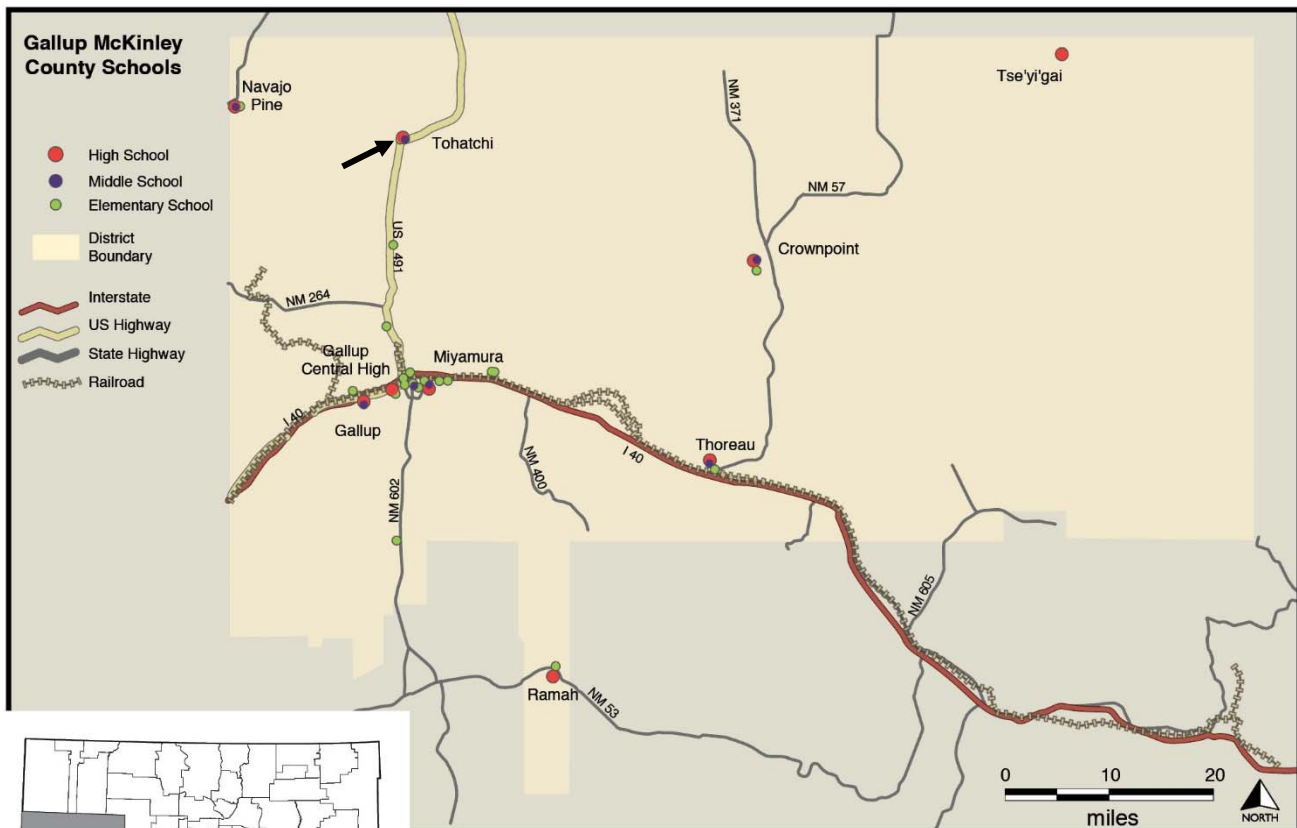 Gallup McKinley
County Schools
Navajo
Pine
Tse'yi'gai
High School
Middle School
Elementary School
District
Boundary
Interstate
US Highway
State Highway
Railroad
Tohatchi
NM 371
NM 57
US 491
Crownpoint
NM 264
Gallup
Central High
Miyamura
I 40
Gallup
NM 602
NM 400
I 40
Thoreau
NM 605
Ramah
NM 53
0 10 20
miles
NORTH